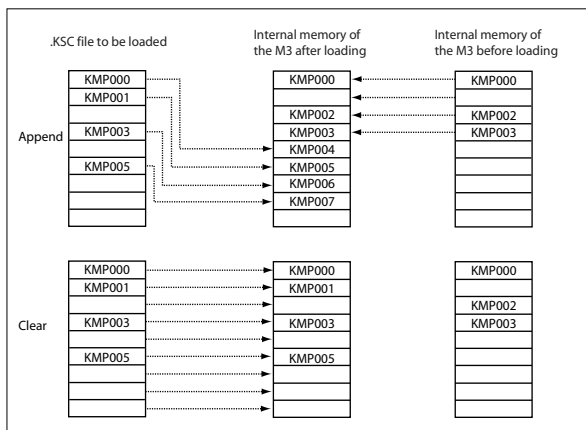 .KSC file to be loaded
Internal memory of
the M3 after loading
Internal memory of
the M3 before loading
Append
KMP000
KMP001
KMP003
KMP005
KMP000
KMP002
KMP003
KMP004
KMP005
KMP006
KMP007
KMP000
KMP002
KMP003
Clear
KMP000
KMP001
KMP003
KMP005
KMP000
KMP001
KMP003
KMP005
KMP000
KMP002
KMP003